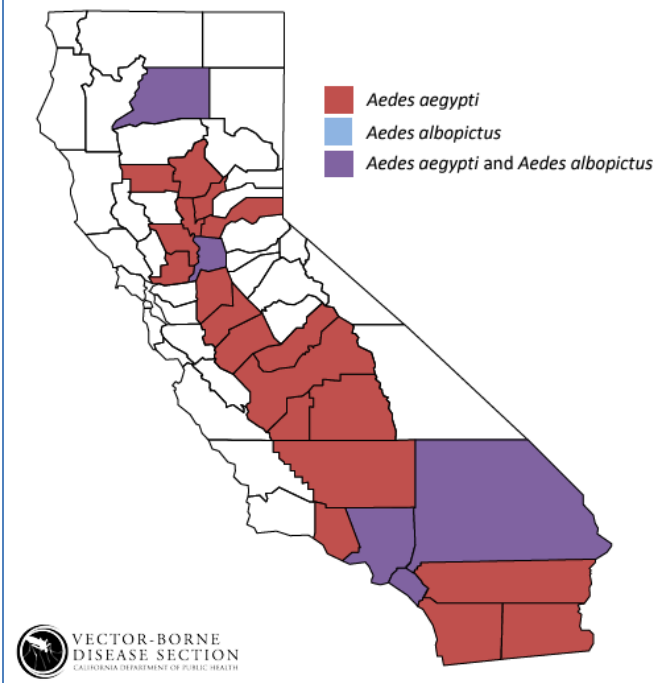 Aedes aegypti
Aedes albopictus
Aedes aegypti and Aedes albopictus
VECTOR-BORNE
DISEASE SECTION
CALIFORNIA DEPARTMENT OF PUBLIC HEALTH